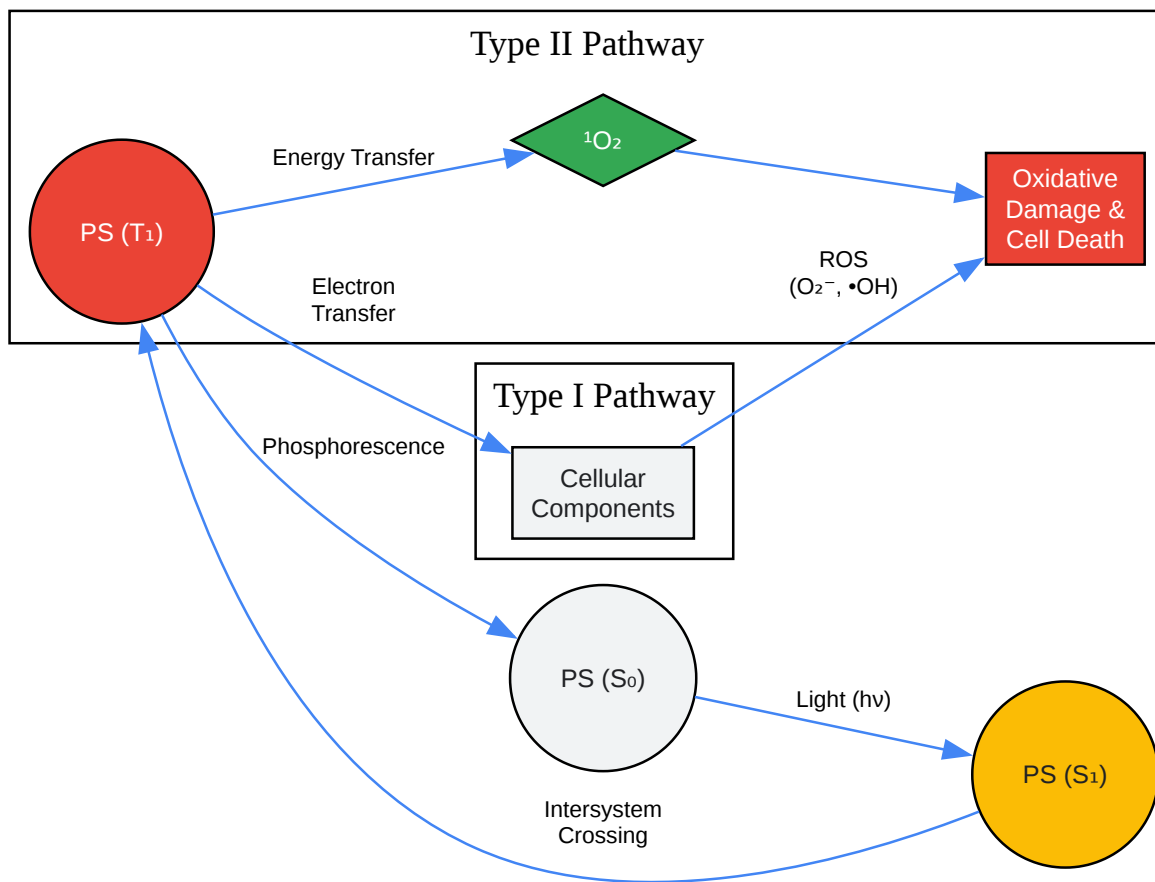 Type II Pathway
¹O₂
Energy Transfer
PS (T₁)
Oxidative
Damage &
Cell Death
Electron
Transfer
ROS
(O₂⁻, •OH)
Type I Pathway
Phosphorescence
Cellular
Components
PS (S₀)
Light (hν)
PS (S₁)
Intersystem
Crossing